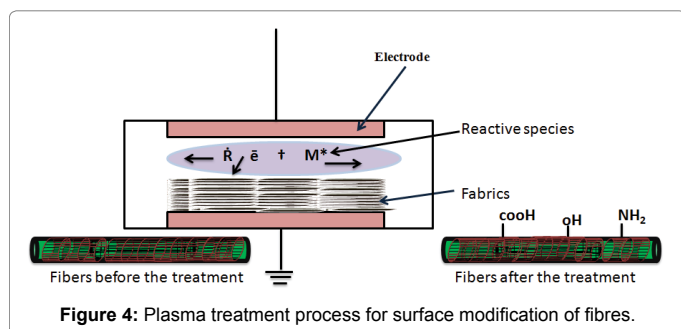 Electrode
Reactive species
Ṙ ē † M*
Fabrics
cooH oH NH₂
Fibers before the treatment
Fibers after the treatment
Figure 4: Plasma treatment process for surface modification of fibres.